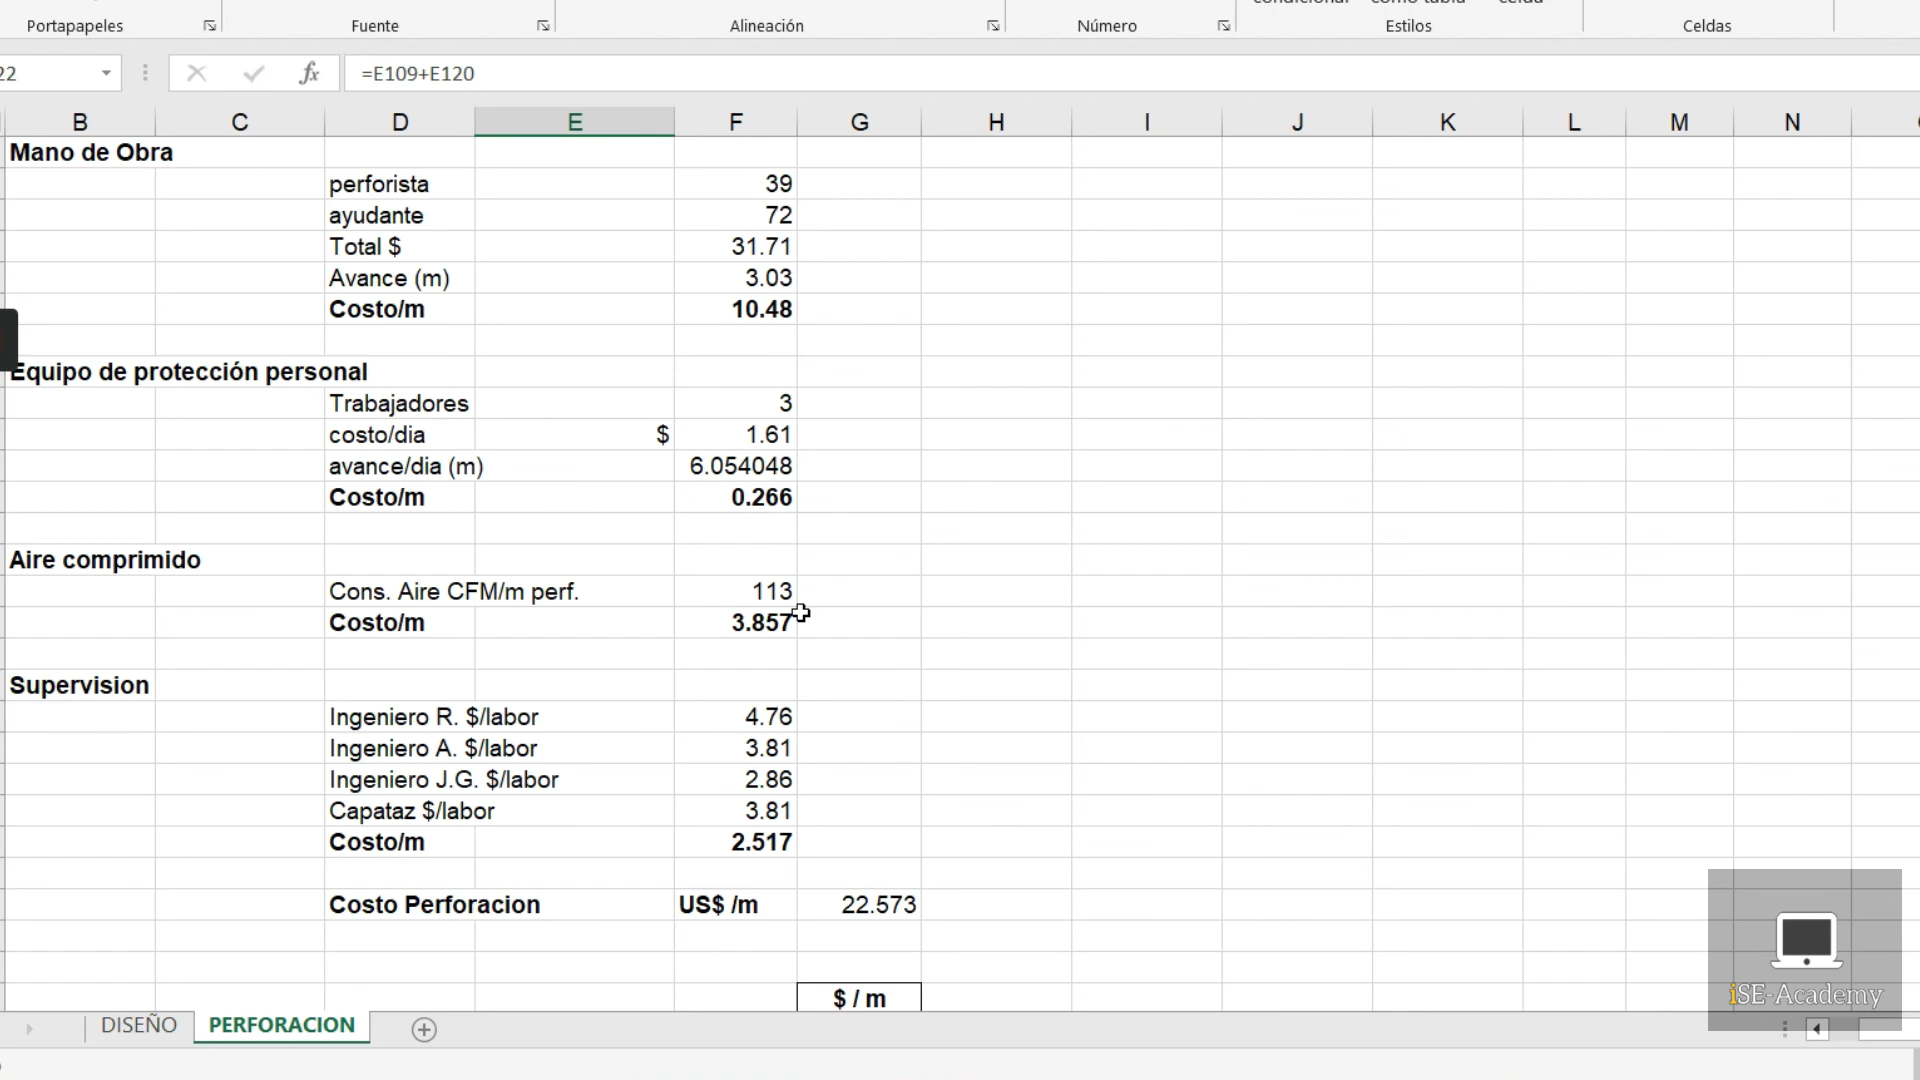 Portapapeles Fuente Alineación Número Estilos Celdas
22 fx =E109+E120
B C D E F G H I J K L M N
Mano de Obra
perforista 39
ayudante 72
Total $ 31.71
Avance (m) 3.03
Costo/m 10.48
Equipo de protección personal
Trabajadores 3
costo/dia $ 1.61
avance/dia (m) 6.054048
Costo/m 0.266
Aire comprimido
Cons. Aire CFM/m perf. 113
Costo/m 3.857
Supervision
Ingeniero R. $/labor 4.76
Ingeniero A. $/labor 3.81
Ingeniero J.G. $/labor 2.86
Capataz $/labor 3.81
Costo/m 2.517
Costo Perforacion US$ /m 22.573
$ / m
iSE-Academy
DISEÑO PERFORACION